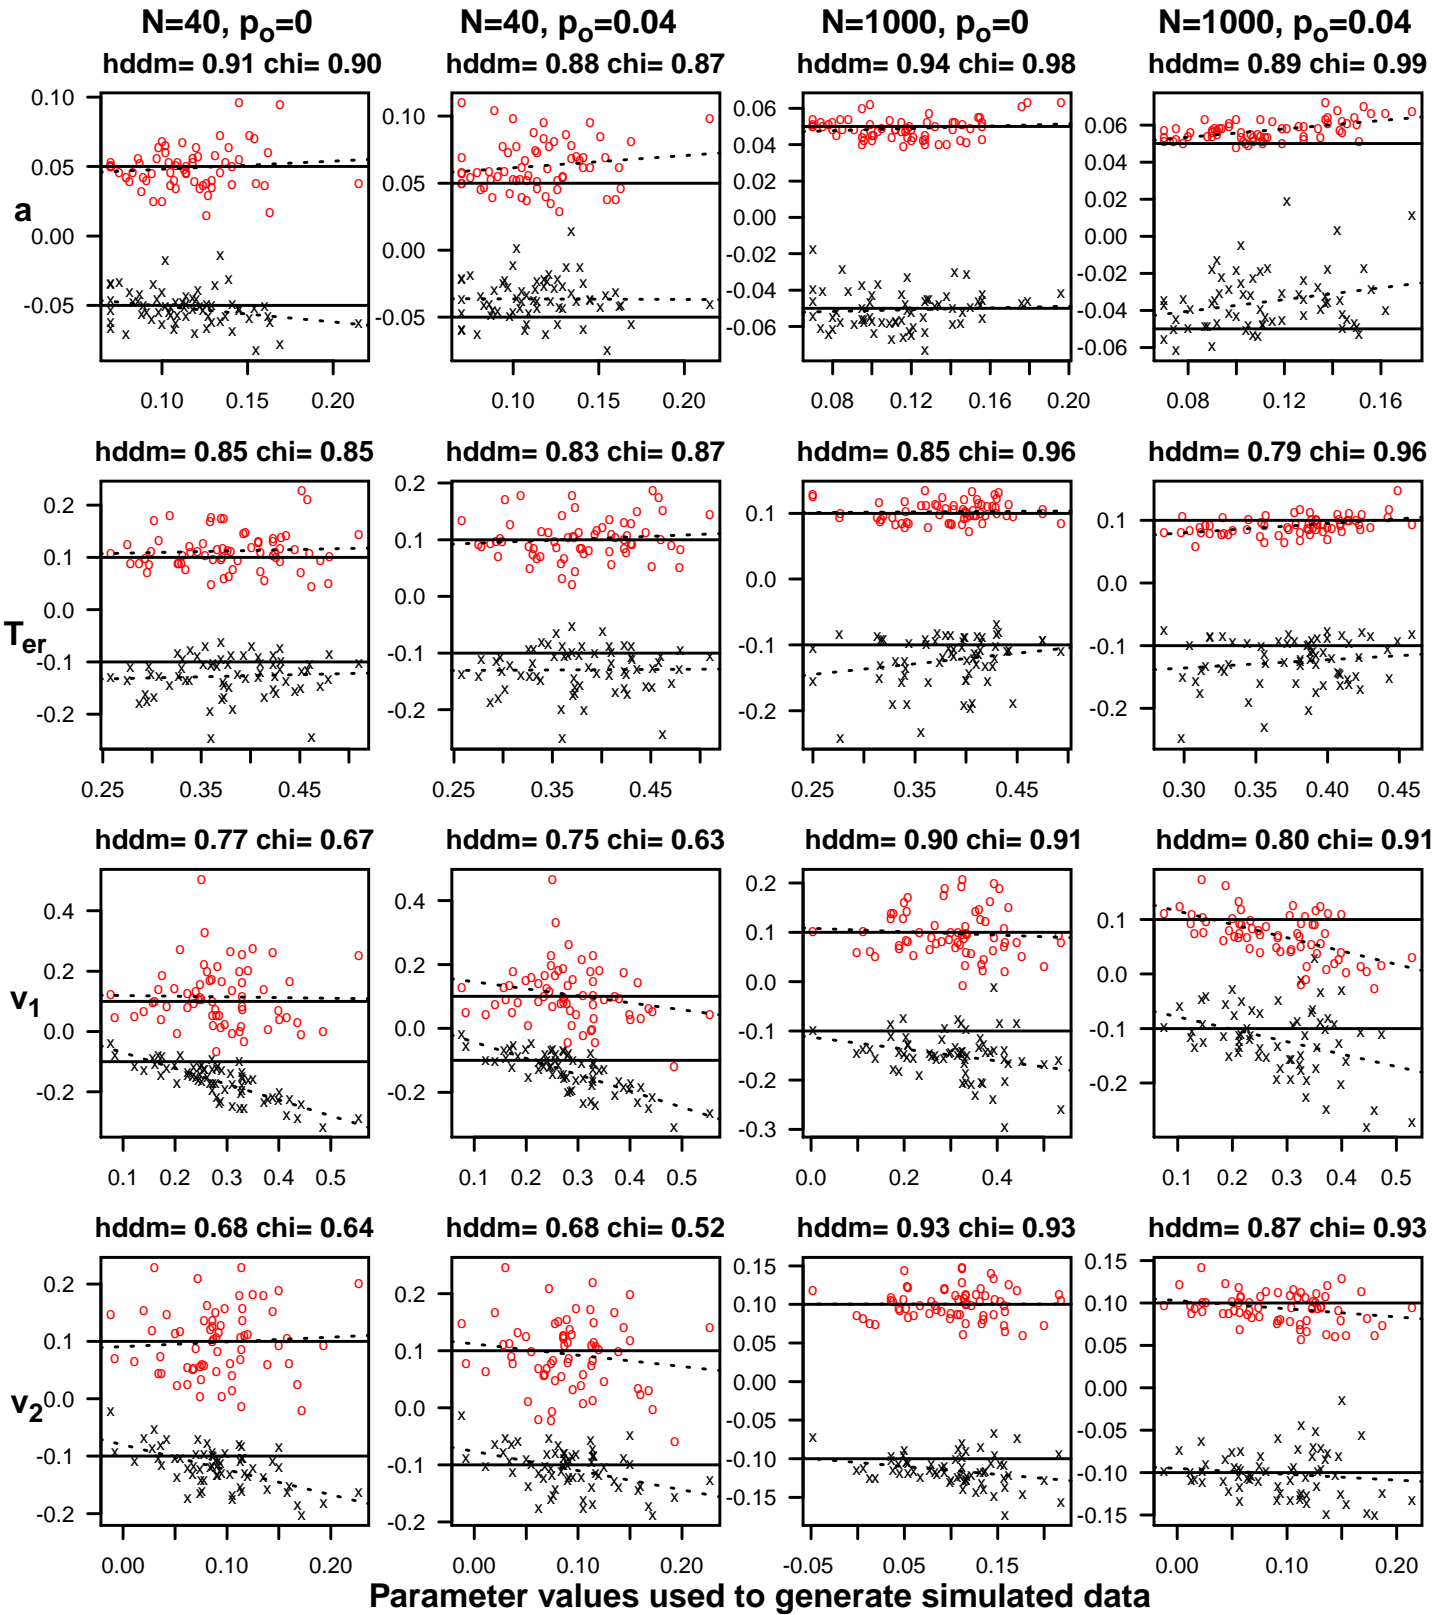 N=40, po=0 N=40, po=0.04 N=1000, po=0 N=1000, po=0.04
hddm= 0.91 chi= 0.90 hddm= 0.88 chi= 0.87 hddm= 0.94 chi= 0.98 hddm= 0.89 chi= 0.99
a
0.10 0.05 0.00 -0.05
0.10 0.05 0.00 -0.05
0.06 0.04 0.02 0.00 -0.02 -0.04 -0.06
0.06 0.04 0.02 0.00 -0.02 -0.04 -0.06
0.10 0.15 0.20 0.10 0.15 0.20 0.08 0.12 0.16 0.20 0.08 0.12 0.16
hddm= 0.85 chi= 0.85 hddm= 0.83 chi= 0.87 hddm= 0.85 chi= 0.96 hddm= 0.79 chi= 0.96
Ter
0.2 0.1 0.0 -0.1 -0.2
0.2 0.1 0.0 -0.1 -0.2
0.1 0.0 -0.1 -0.2
0.1 0.0 -0.1 -0.2
0.25 0.35 0.45 0.25 0.35 0.45 0.25 0.35 0.45 0.30 0.35 0.40 0.45
hddm= 0.77 chi= 0.67 hddm= 0.75 chi= 0.63 hddm= 0.90 chi= 0.91 hddm= 0.80 chi= 0.91
v1
0.4 0.2 0.0 -0.2
0.4 0.2 0.0 -0.2
0.2 0.1 0.0 -0.1 -0.2 -0.3
0.1 0.0 -0.1 -0.2
0.1 0.2 0.3 0.4 0.5 0.1 0.2 0.3 0.4 0.5 0.0 0.2 0.4 0.1 0.2 0.3 0.4 0.5
hddm= 0.68 chi= 0.64 hddm= 0.68 chi= 0.52 hddm= 0.93 chi= 0.93 hddm= 0.87 chi= 0.93
v2
0.2 0.1 0.0 -0.1 -0.2
0.2 0.1 0.0 -0.1 -0.2
0.15 0.10 0.05 0.00 -0.05 -0.10 -0.15
0.15 0.10 0.05 0.00 -0.05 -0.10 -0.15
0.00 0.10 0.20 0.00 0.10 0.20 -0.05 0.05 0.15 0.00 0.10 0.20
Parameter values used to generate simulated data